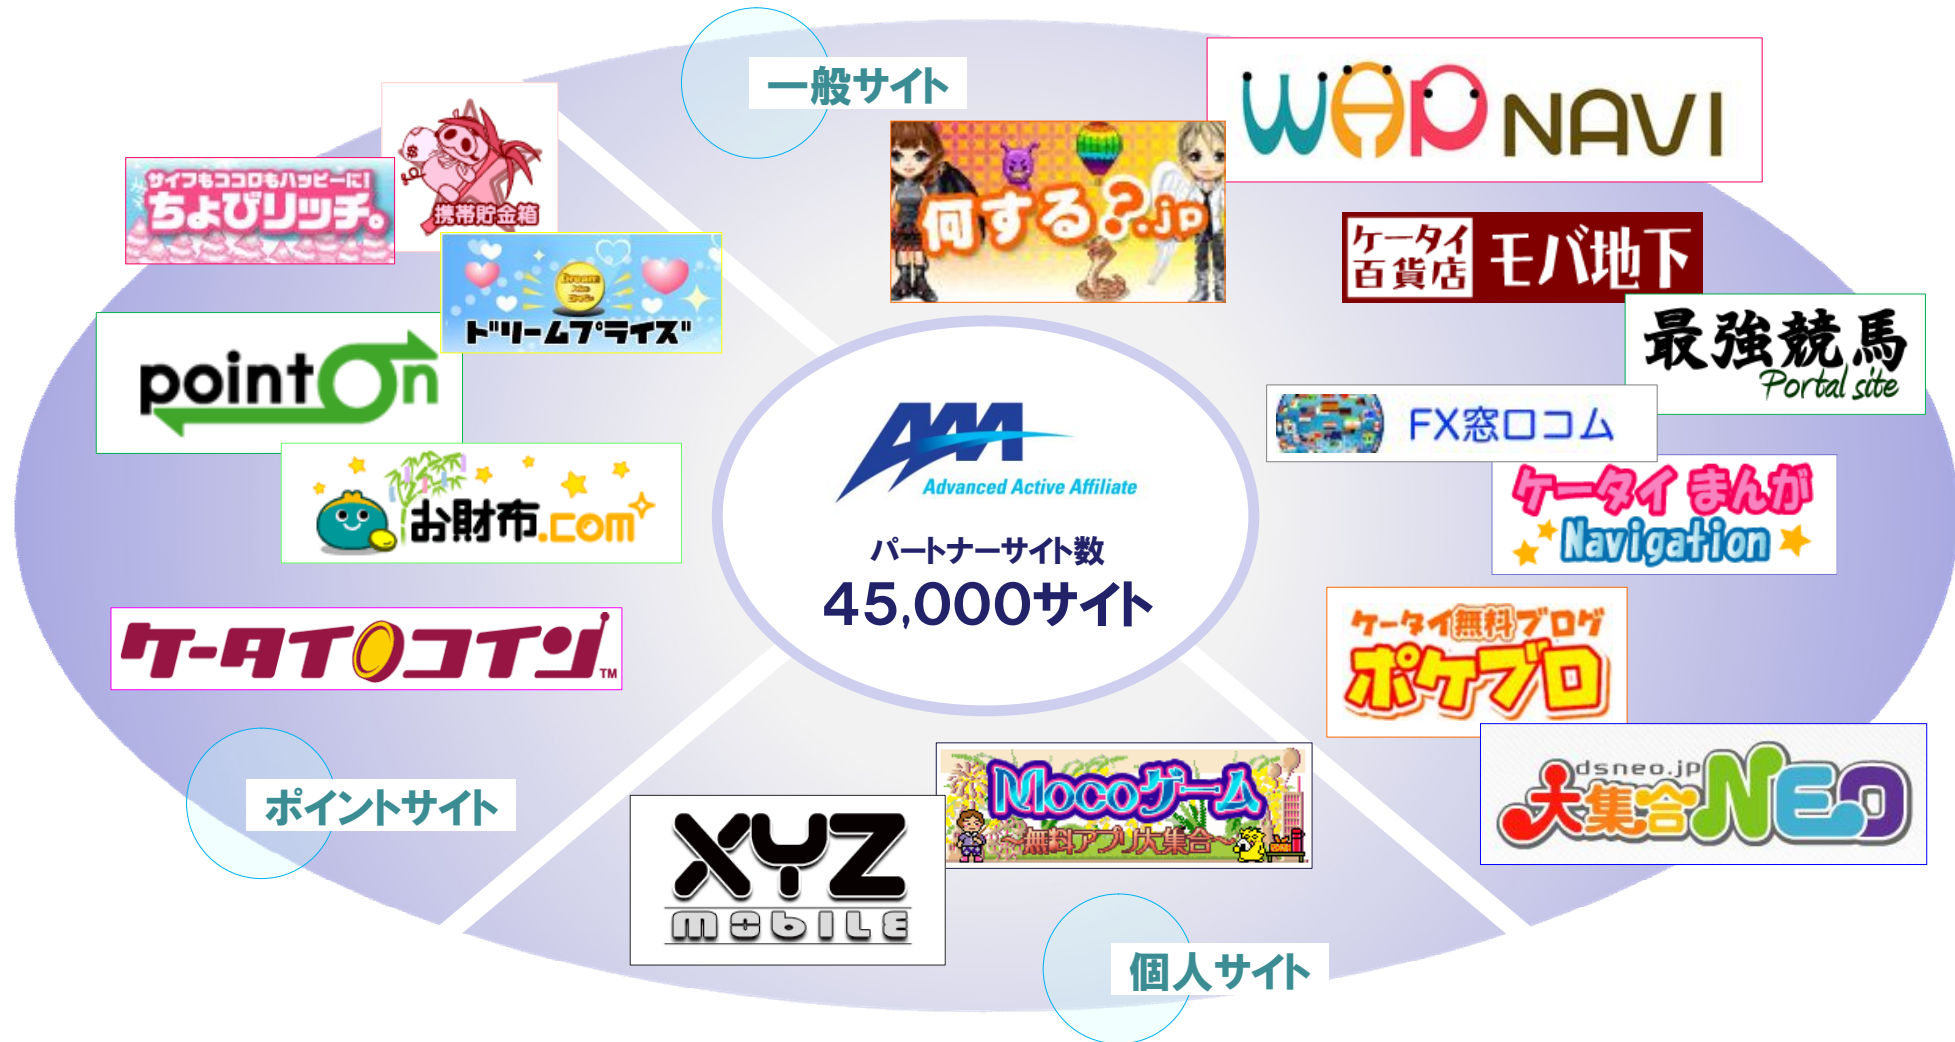 一般サイト
WAP NAVI
何する?.jp
携帯貯金箱
サイフもココロもハッピーに!
ちょびリッチ。
ドリームプライズ
ケータイ
百貨店
モバ地下
最強競馬
Portal site
pointOn
FX窓口コム
AAA
Advanced Active Affiliate
お財布.com
ケータイ まんが
Navigation
パートナーサイト数
45,000サイト
ケータイ無料ブログ
ポケブロ
ケータイコイン
TM
dsneo.jp
大集合NEO
Mocoゲーム
~無料アプリ大集合~
ポイントサイト
XYZ
mobile
個人サイト